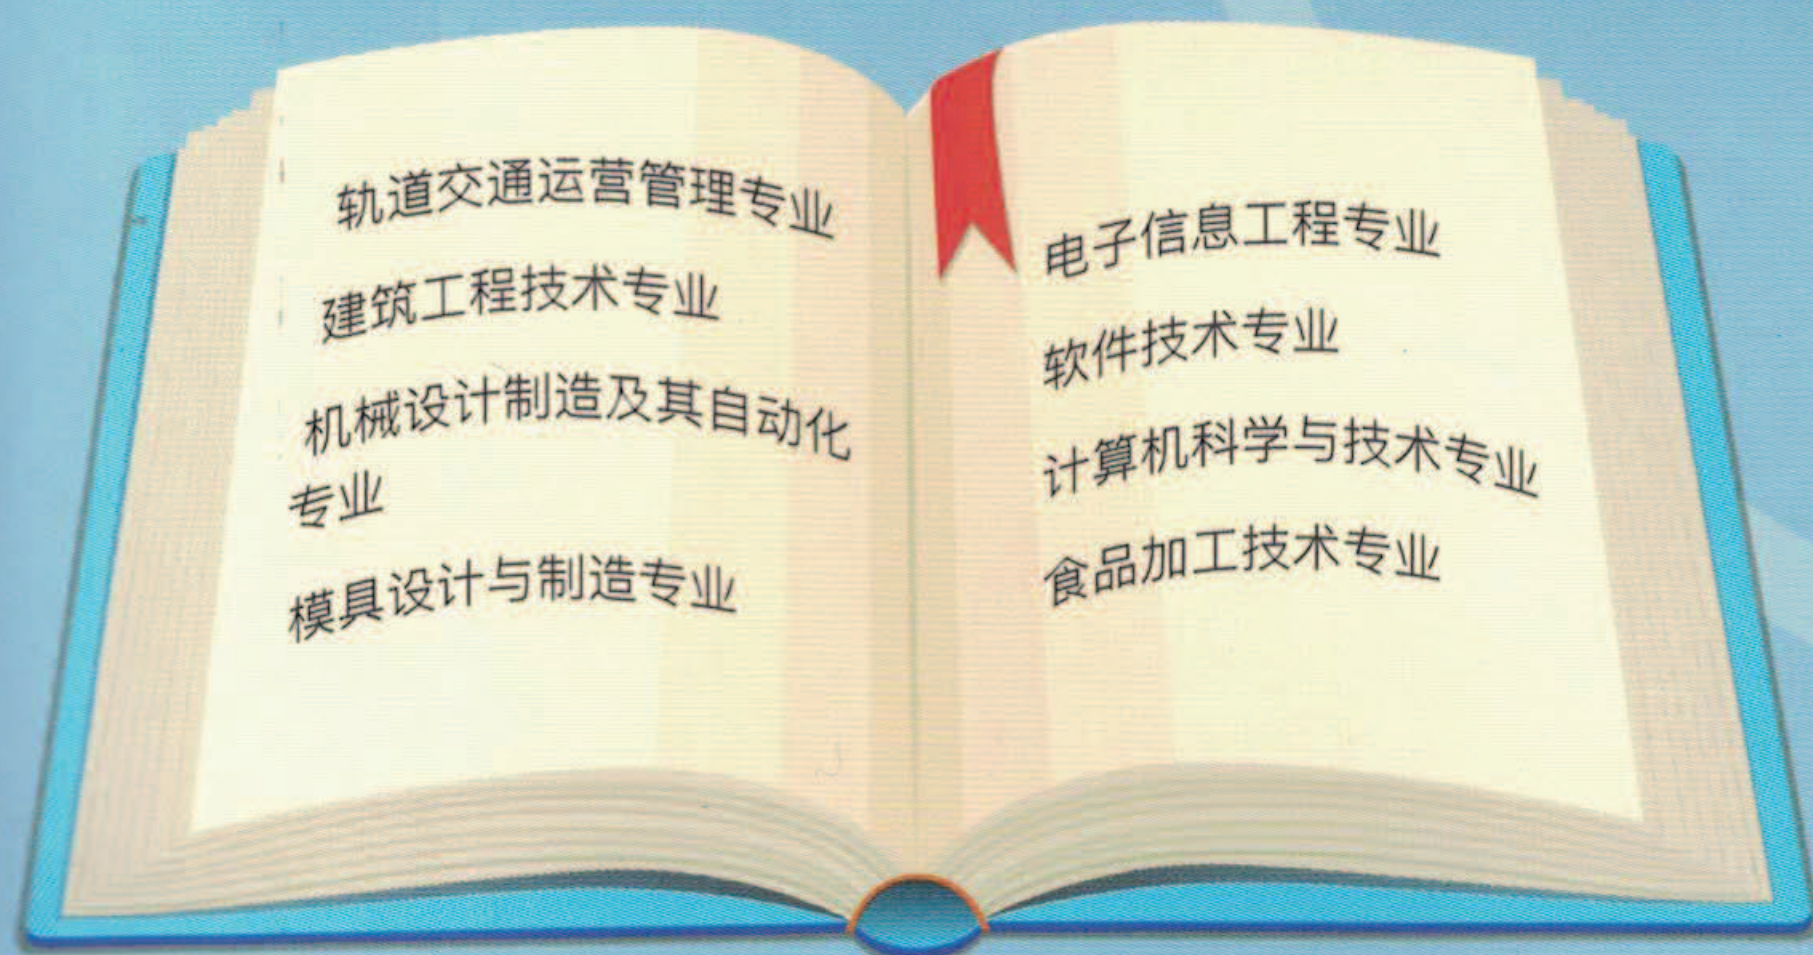 轨道交通运营管理专业
建筑工程技术专业
机械设计制造及其自动化
专业
模具设计与制造专业
电子信息工程专业
软件技术专业
计算机科学与技术专业
食品加工技术专业